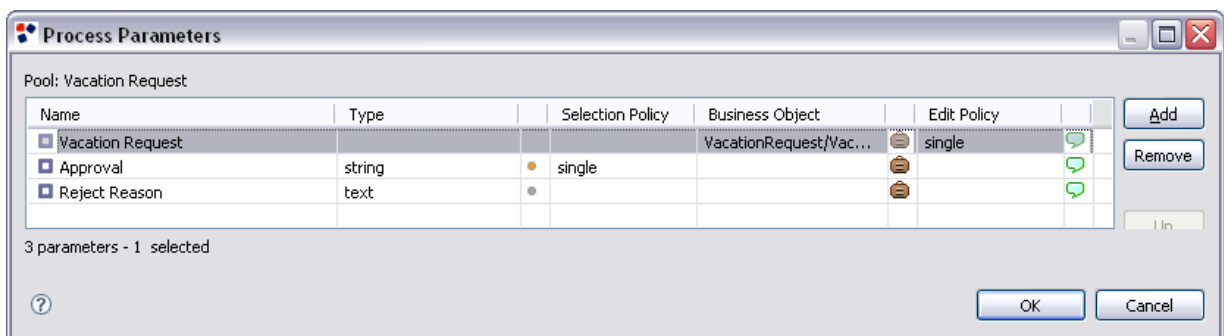 Process Parameters
Pool: Vacation Request
Name Type Selection Policy Business Object Edit Policy
Add
Vacation Request VacationRequest/Vac... single
Remove
Approval string single
Reject Reason text
Up
3 parameters - 1 selected
? OK Cancel